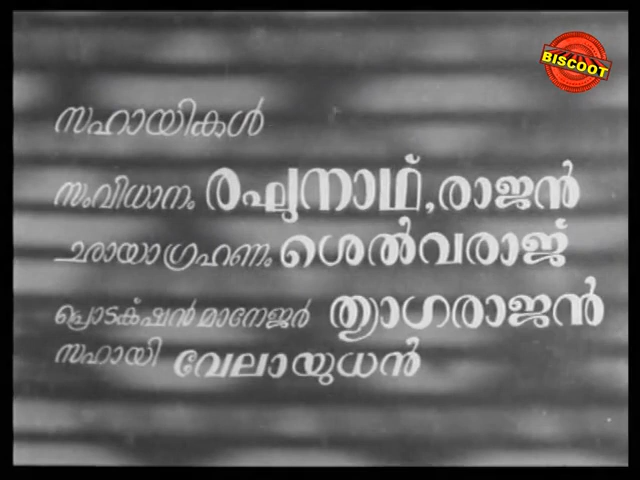 BISCOOT
സഹായികൾ
സംവിധാനം രഘുനാഥ്, രാജൻ
ഛായാഗ്രഹണം ശെൽവരാജ്
പ്രൊഡക്ഷൻ മാനേജർ ത്യാഗരാജൻ
സഹായി വേലായുധൻ